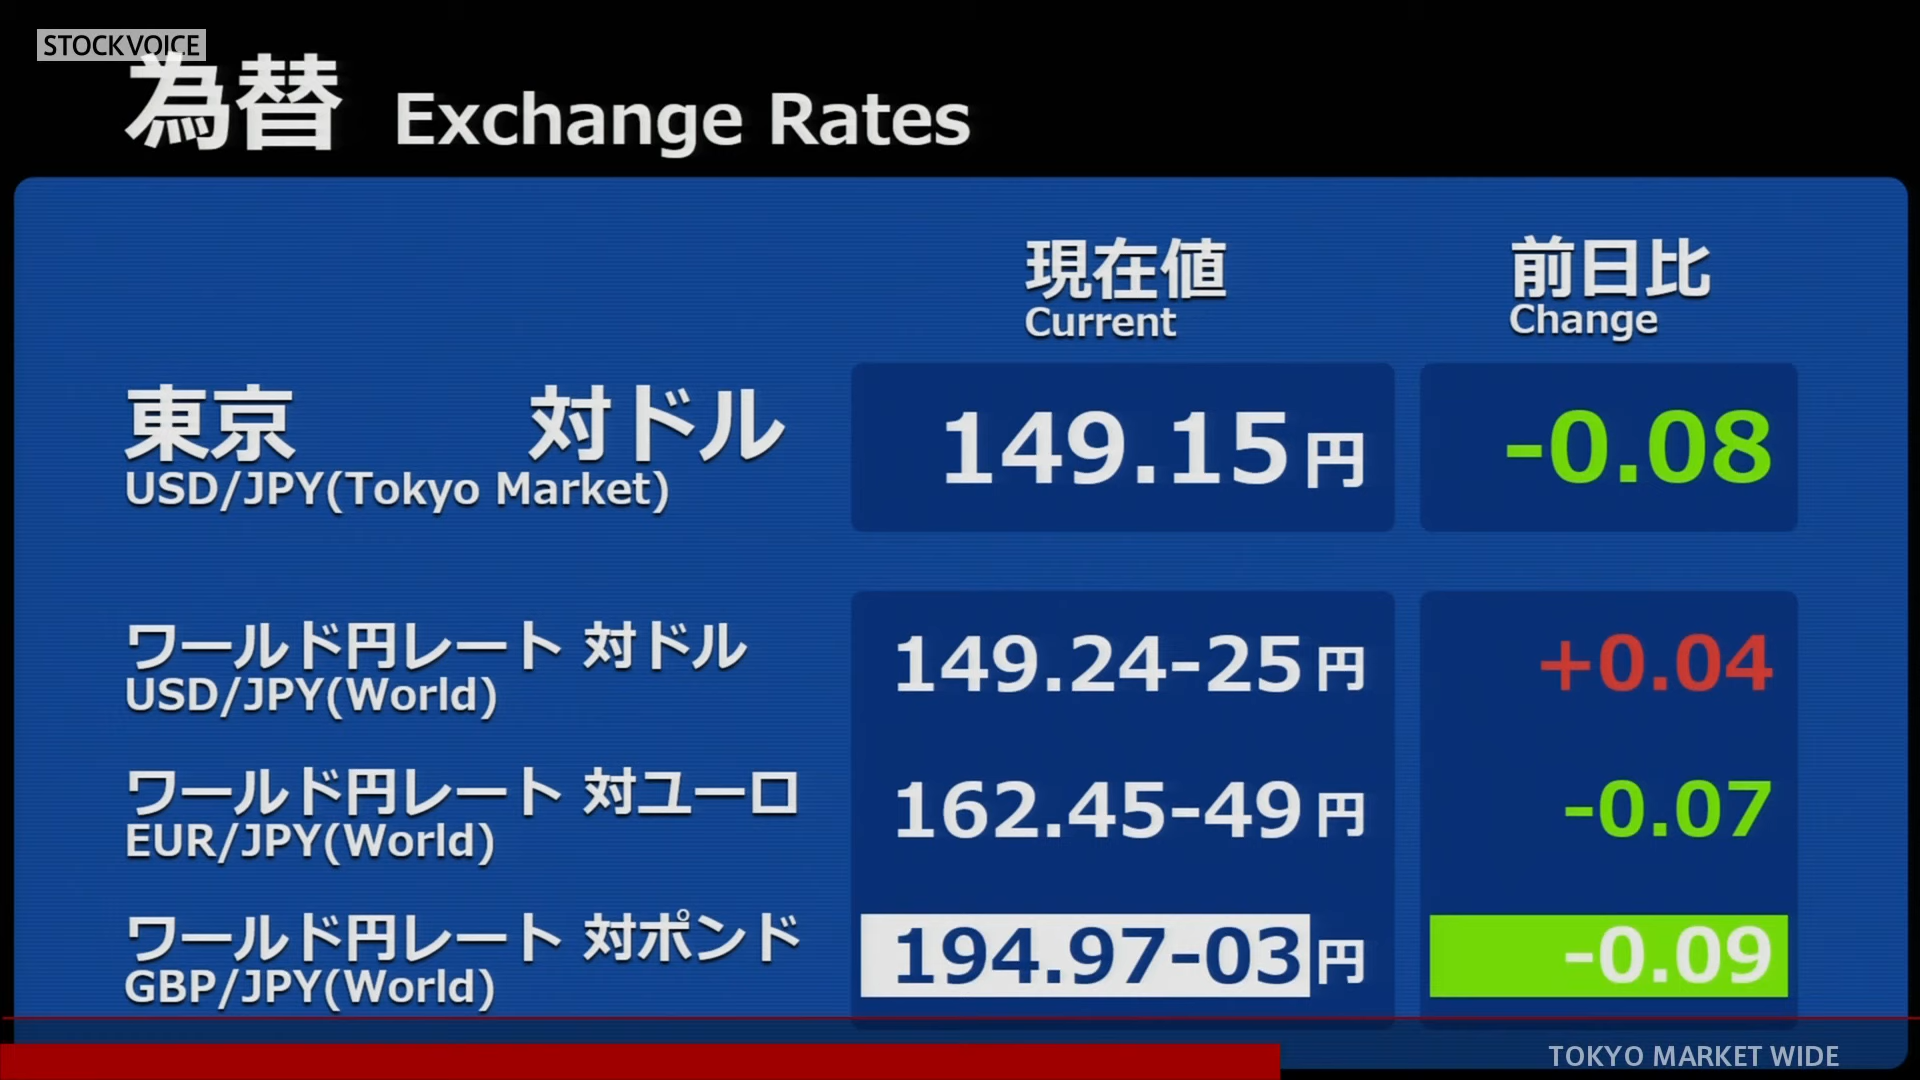 STOCKVOICE
為替 Exchange Rates
現在値 前日比
Current Change
東京 対ドル 149.15円 -0.08
USD/JPY(Tokyo Market)
ワールド円レート 対ドル 149.24-25円 +0.04
USD/JPY(World)
ワールド円レート 対ユーロ 162.45-49円 -0.07
EUR/JPY(World)
ワールド円レート 対ポンド 194.97-03円 -0.09
GBP/JPY(World)
TOKYO MARKET WIDE